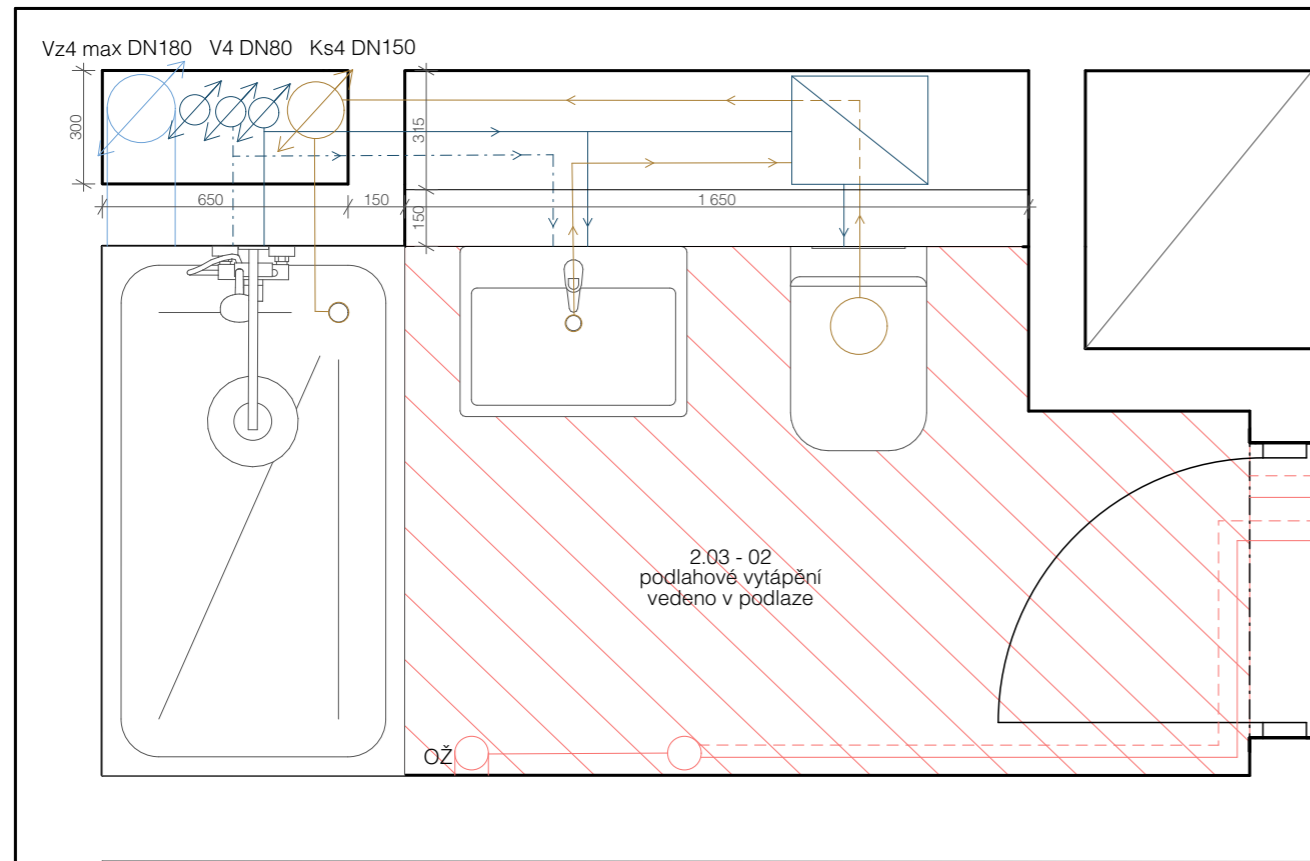 Vz4 max DN180 V4 DN80 Ks4 DN150
300
315
650
150
1 650
150
2.03 - 02
podlahové vytápění
vedeno v podlaze
OŽ